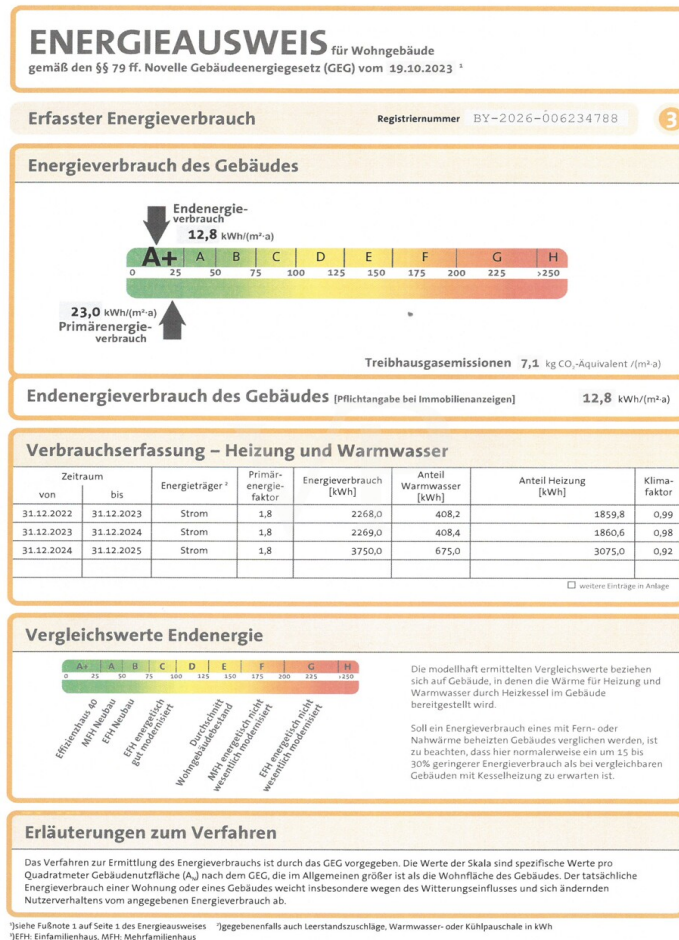 ENERGIEAUSWEIS für Wohngebäude
gemäß den §§ 79 ff. Novelle Gebäudeenergiegesetz (GEG) vom 19.10.2023 ¹
Erfasster Energieverbrauch Registriernummer BY-2026-006234788 3
Energieverbrauch des Gebäudes
Endenergie-
verbrauch
12,8 kWh/(m²·a)
A+ A B C D E F G H
0 25 50 75 100 125 150 175 200 225 >250
23,0 kWh/(m²·a)
Primärenergie-
verbrauch
Treibhausgasemissionen 7,1 kg CO₂-Äquivalent /(m²·a)
Endenergieverbrauch des Gebäudes [Pflichtangabe bei Immobilienanzeigen] 12,8 kWh/(m²·a)
Verbrauchserfassung – Heizung und Warmwasser
Zeitraum
von bis
Energieträger ²
Primär-
energie-
faktor
Energieverbrauch
[kWh]
Anteil
Warmwasser
[kWh]
Anteil Heizung
[kWh]
Klima-
faktor
31.12.2022 31.12.2023 Strom 1,8 2268,0 408,2 1859,8 0,99
31.12.2023 31.12.2024 Strom 1,8 2269,0 408,4 1860,6 0,98
31.12.2024 31.12.2025 Strom 1,8 3750,0 675,0 3075,0 0,92
weitere Einträge in Anlage
Vergleichswerte Endenergie
A+ A B C D E F G H
0 25 50 75 100 125 150 175 200 225 >250
Effizienzhaus 40
MFH Neubau
EFH Neubau
EFH energetisch
gut modernisiert
Durchschnitt
Wohngebäudebestand
MFH energetisch nicht
wesentlich modernisiert
EFH energetisch nicht
wesentlich modernisiert
Die modellhaft ermittelten Vergleichswerte beziehen
sich auf Gebäude, in denen die Wärme für Heizung und
Warmwasser durch Heizkessel im Gebäude
bereitgestellt wird.
Soll ein Energieverbrauch eines mit Fern- oder
Nahwärme beheizten Gebäudes verglichen werden, ist
zu beachten, dass hier normalerweise ein um 15 bis
30% geringerer Energieverbrauch als bei vergleichbaren
Gebäuden mit Kesselheizung zu erwarten ist.
Erläuterungen zum Verfahren
Das Verfahren zur Ermittlung des Energieverbrauchs ist durch das GEG vorgegeben. Die Werte der Skala sind spezifische Werte pro
Quadratmeter Gebäudenutzfläche (Aₙ) nach dem GEG, die im Allgemeinen größer ist als die Wohnfläche des Gebäudes. Der tatsächliche
Energieverbrauch einer Wohnung oder eines Gebäudes weicht insbesondere wegen des Witterungseinflusses und sich ändernden
Nutzerverhaltens vom angegebenen Energieverbrauch ab.
¹)siehe Fußnote 1 auf Seite 1 des Energieausweises ²)gegebenenfalls auch Leerstandszuschläge, Warmwasser- oder Kühlpauschale in kWh
³)EFH: Einfamilienhaus, MFH: Mehrfamilienhaus